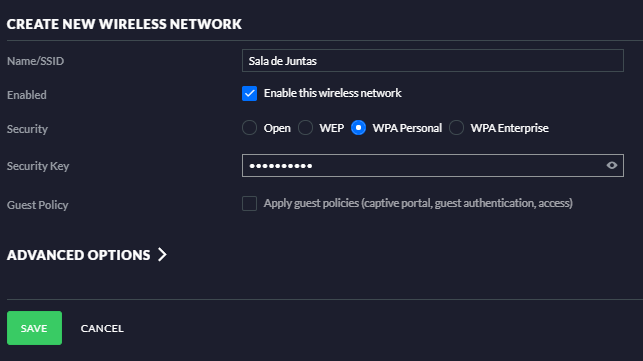 CREATE NEW WIRELESS NETWORK
Name/SSID Sala de Juntas
Enabled Enable this wireless network
Security Open WEP WPA Personal WPA Enterprise
Security Key ••••••••••
Guest Policy Apply guest policies (captive portal, guest authentication, access)
ADVANCED OPTIONS
SAVE CANCEL